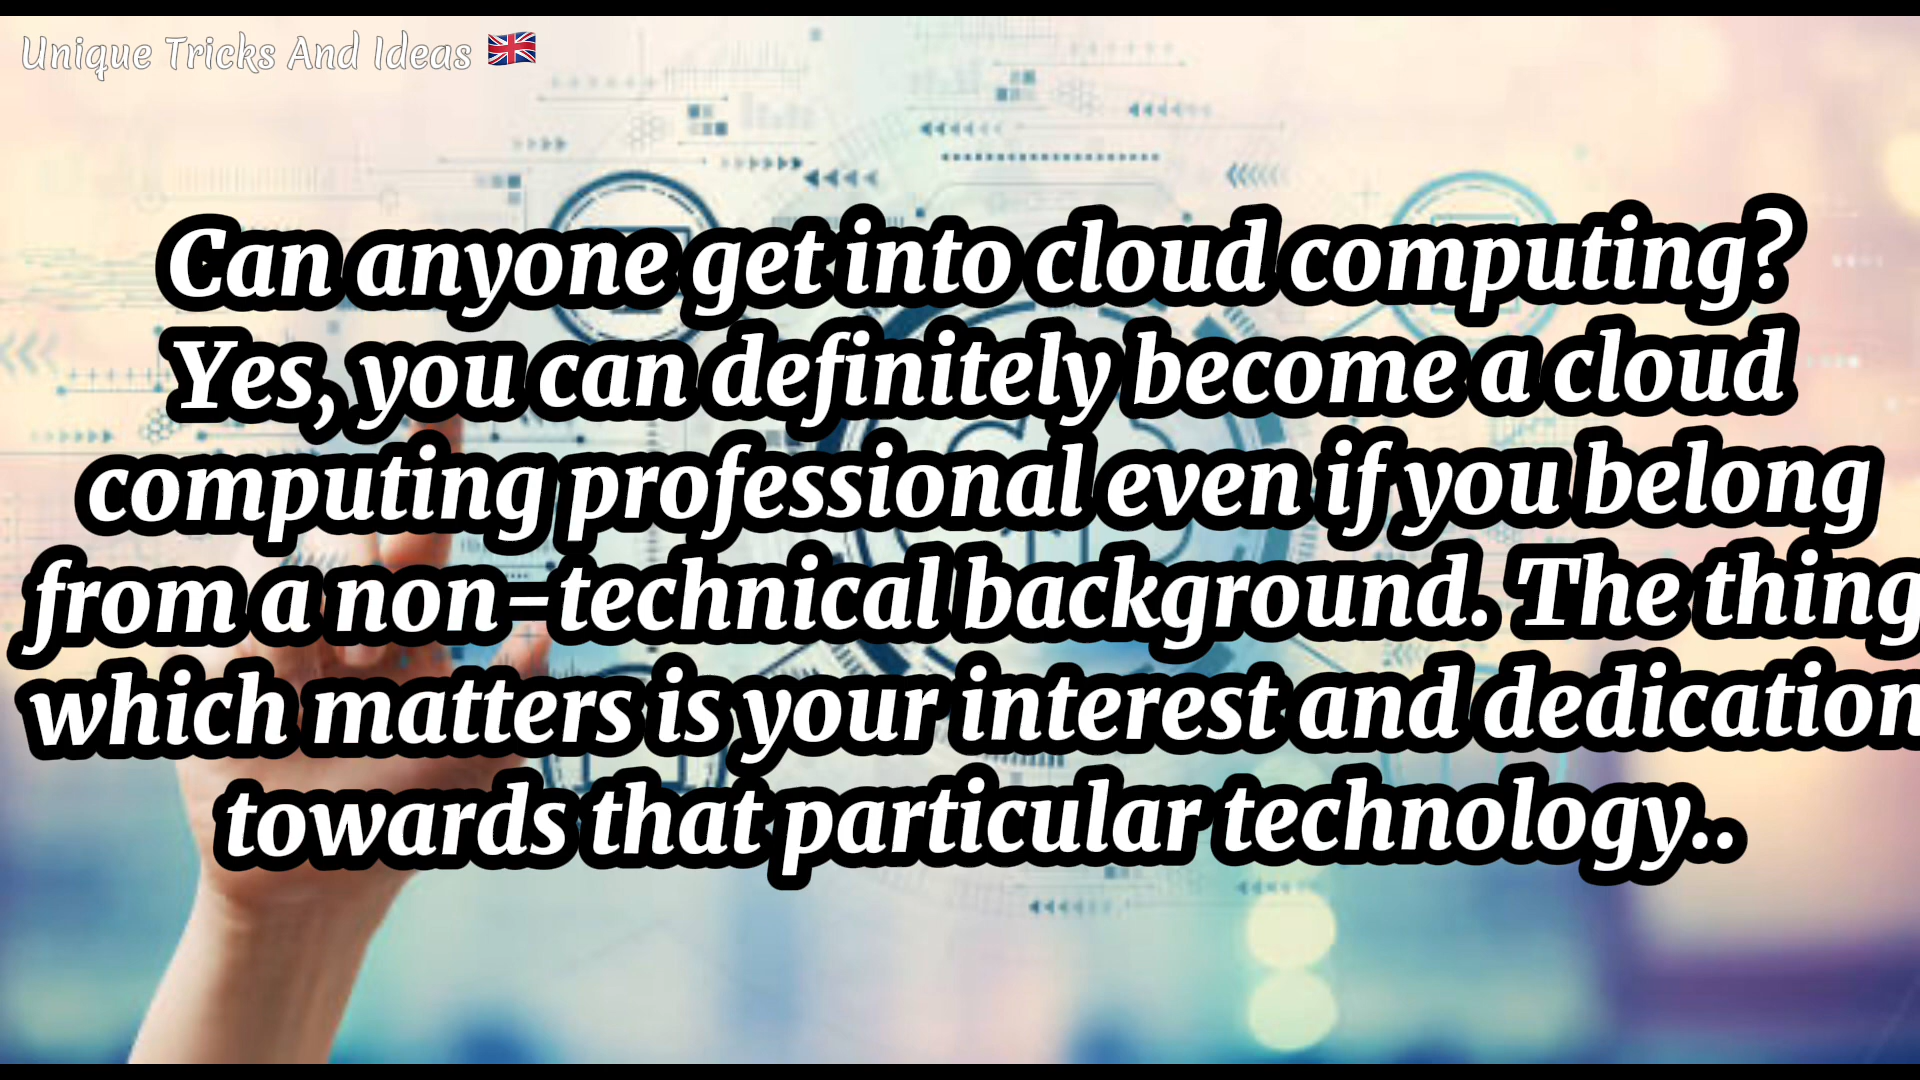 Unique Tricks And Ideas 🇬🇧
Can anyone get into cloud computing?
Yes, you can definitely become a cloud
computing professional even if you belong
from a non-technical background. The thing
which matters is your interest and dedication
towards that particular technology..